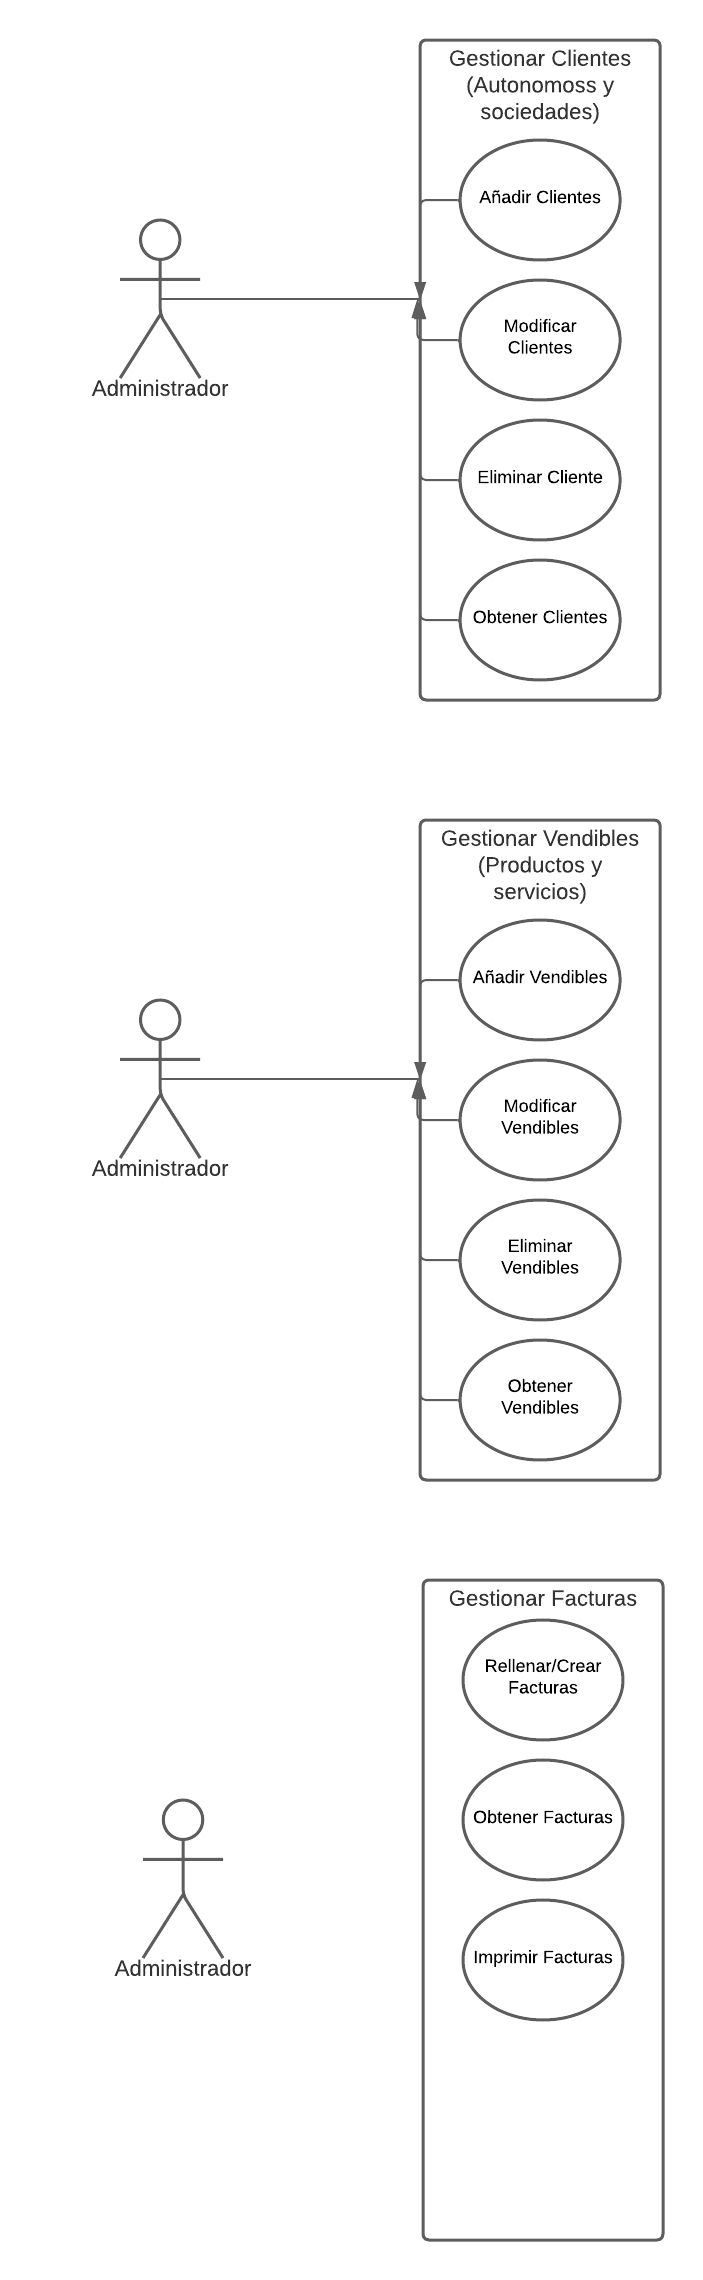 Gestionar Clientes
(Autonomoss y
sociedades)
Añadir Clientes
Modificar
Clientes
Administrador
Eliminar Cliente
Obtener Clientes
Gestionar Vendibles
(Productos y
servicios)
Añadir Vendibles
Modificar
Vendibles
Administrador
Eliminar
Vendibles
Obtener
Vendibles
Gestionar Facturas
Rellenar/Crear
Facturas
Obtener Facturas
Imprimir Facturas
Administrador